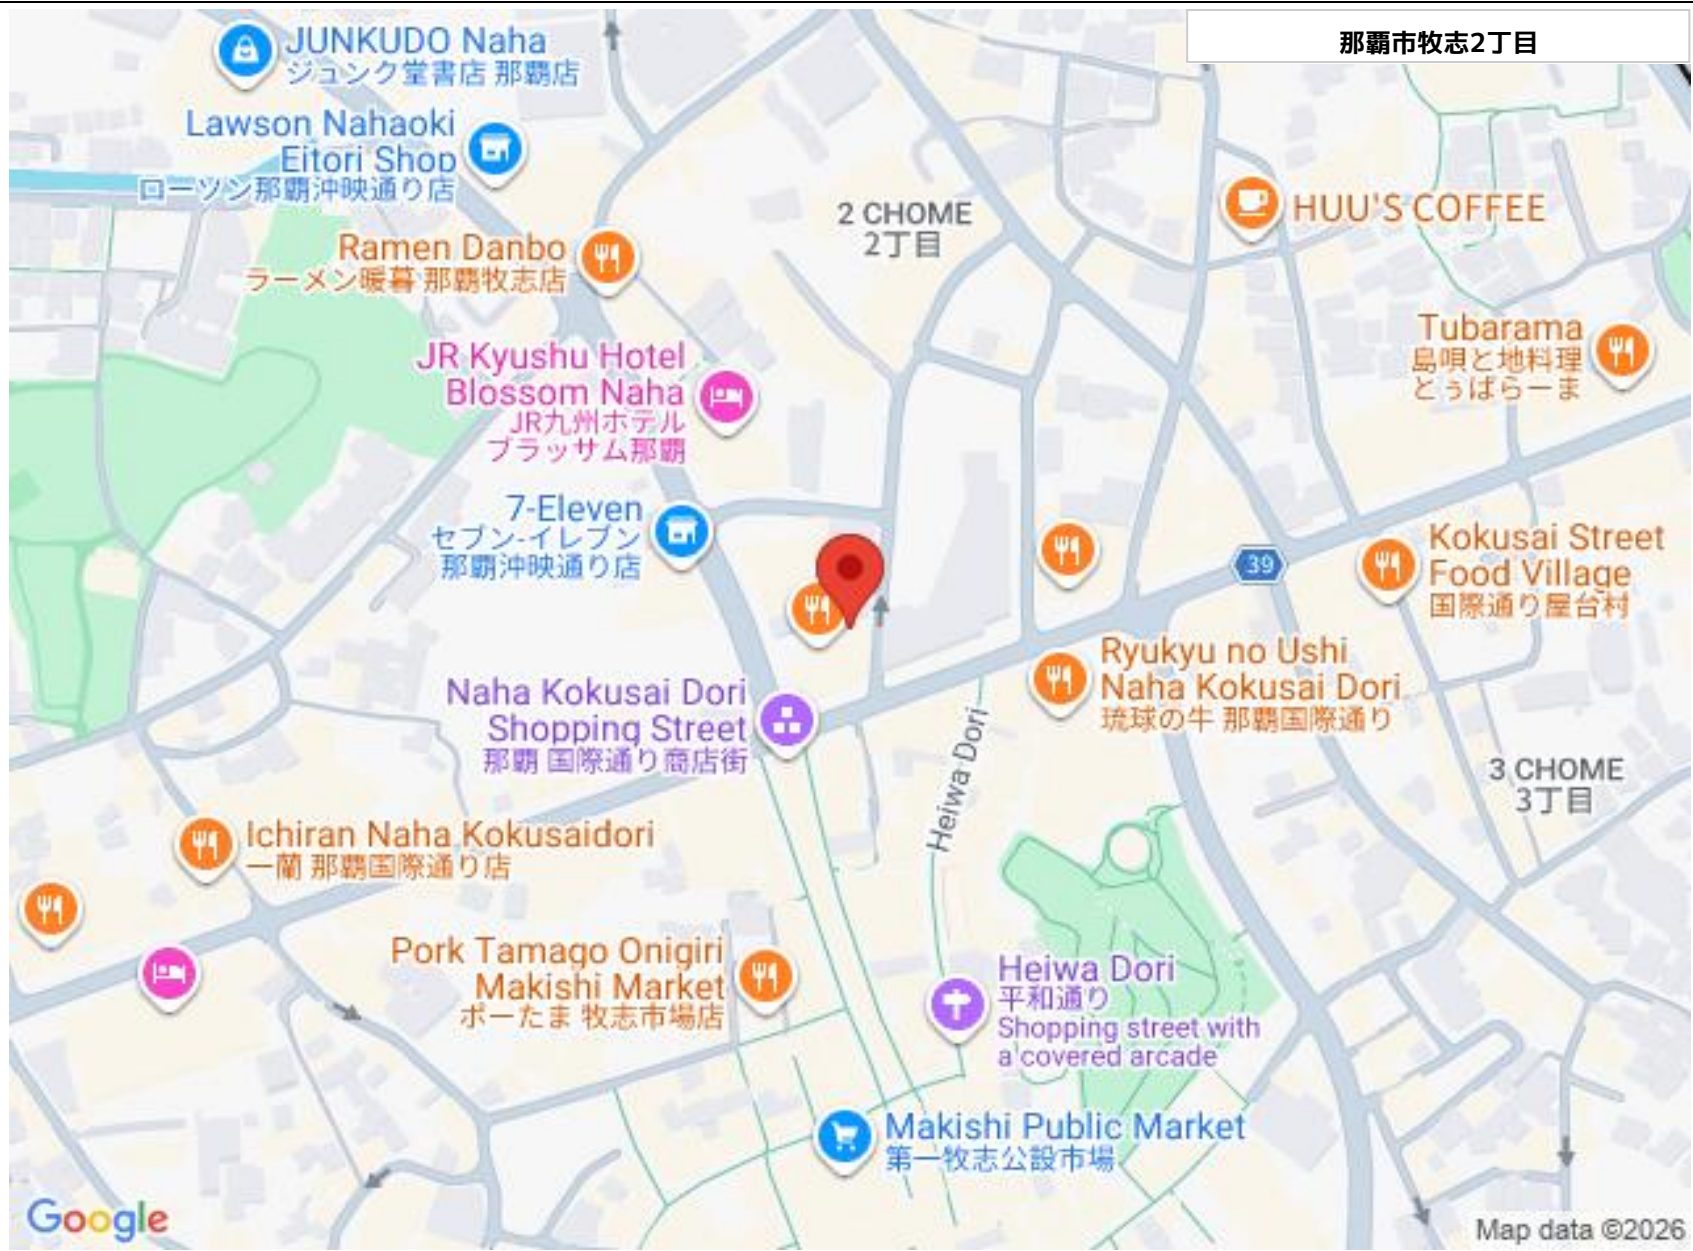 那覇市牧志2丁目
JUNKUDO Naha
ジュンク堂書店 那覇店
Lawson Nahaoki
Eitori Shop
ローソン那覇沖映通り店
2 CHOME
2丁目
HUU'S COFFEE
Ramen Danbo
ラーメン暖暮 那覇牧志店
Tubarama
島唄と地料理
とぅばらーま
JR Kyushu Hotel
Blossom Naha
JR九州ホテル
ブラッサム那覇
7-Eleven
セブン-イレブン
那覇沖映通り店
39
Kokusai Street
Food Village
国際通り屋台村
Ryukyu no Ushi
Naha Kokusai Dori
琉球の牛 那覇国際通り
Naha Kokusai Dori
Shopping Street
那覇 国際通り商店街
Heiwa Dori
3 CHOME
3丁目
Ichiran Naha Kokusaidori
一蘭 那覇国際通り店
Pork Tamago Onigiri
Makishi Market
ポーたま 牧志市場店
Heiwa Dori
平和通り
Shopping street with
a covered arcade
Makishi Public Market
第一牧志公設市場
Google
Map data ©2026